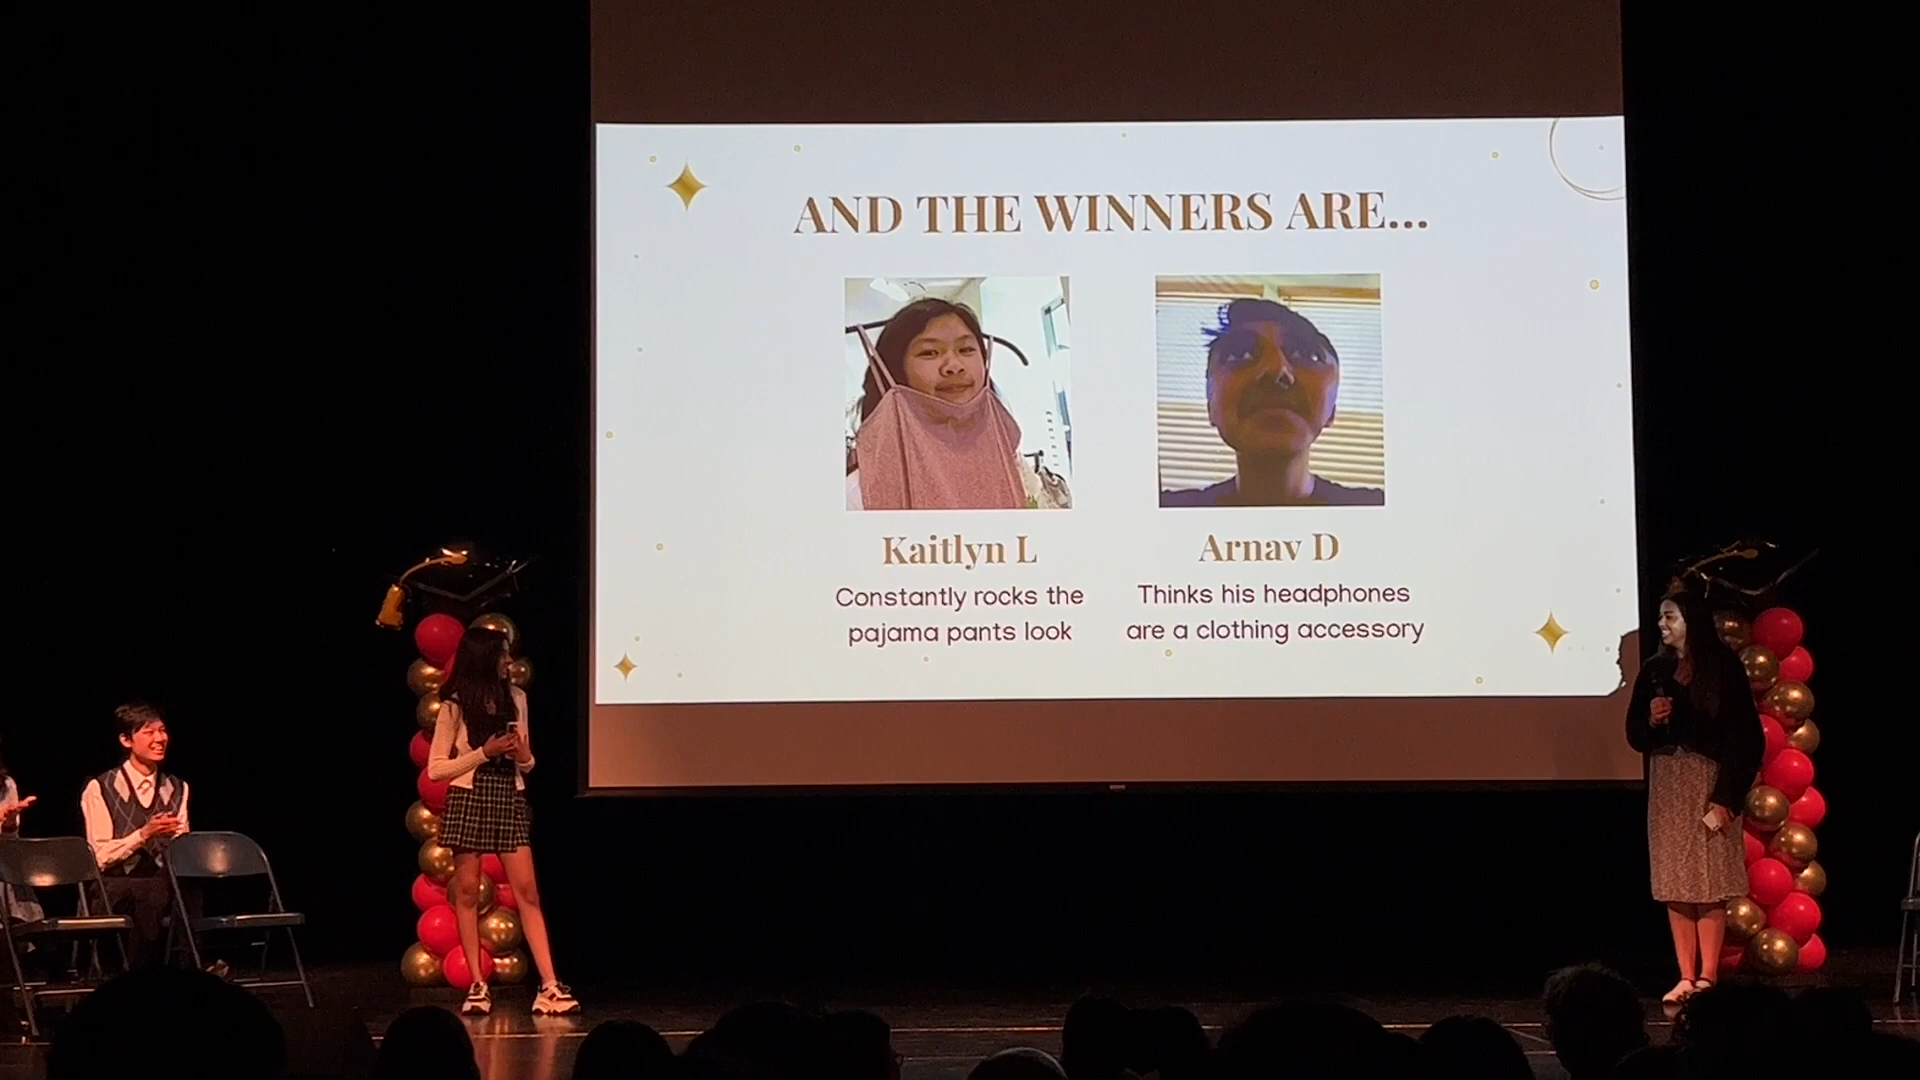 AND THE WINNERS ARE...
Kaitlyn L
Constantly rocks the
pajama pants look
Arnav D
Thinks his headphones
are a clothing accessory